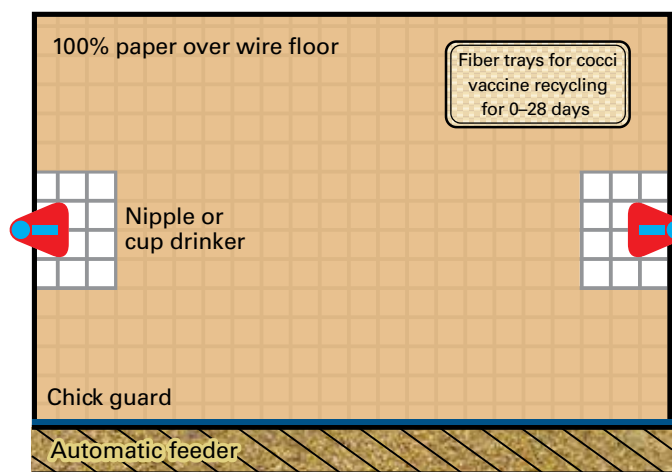 100% paper over wire floor
Fiber trays for cocci
vaccine recycling
for 0–28 days
Nipple or
cup drinker
Chick guard
Automatic feeder